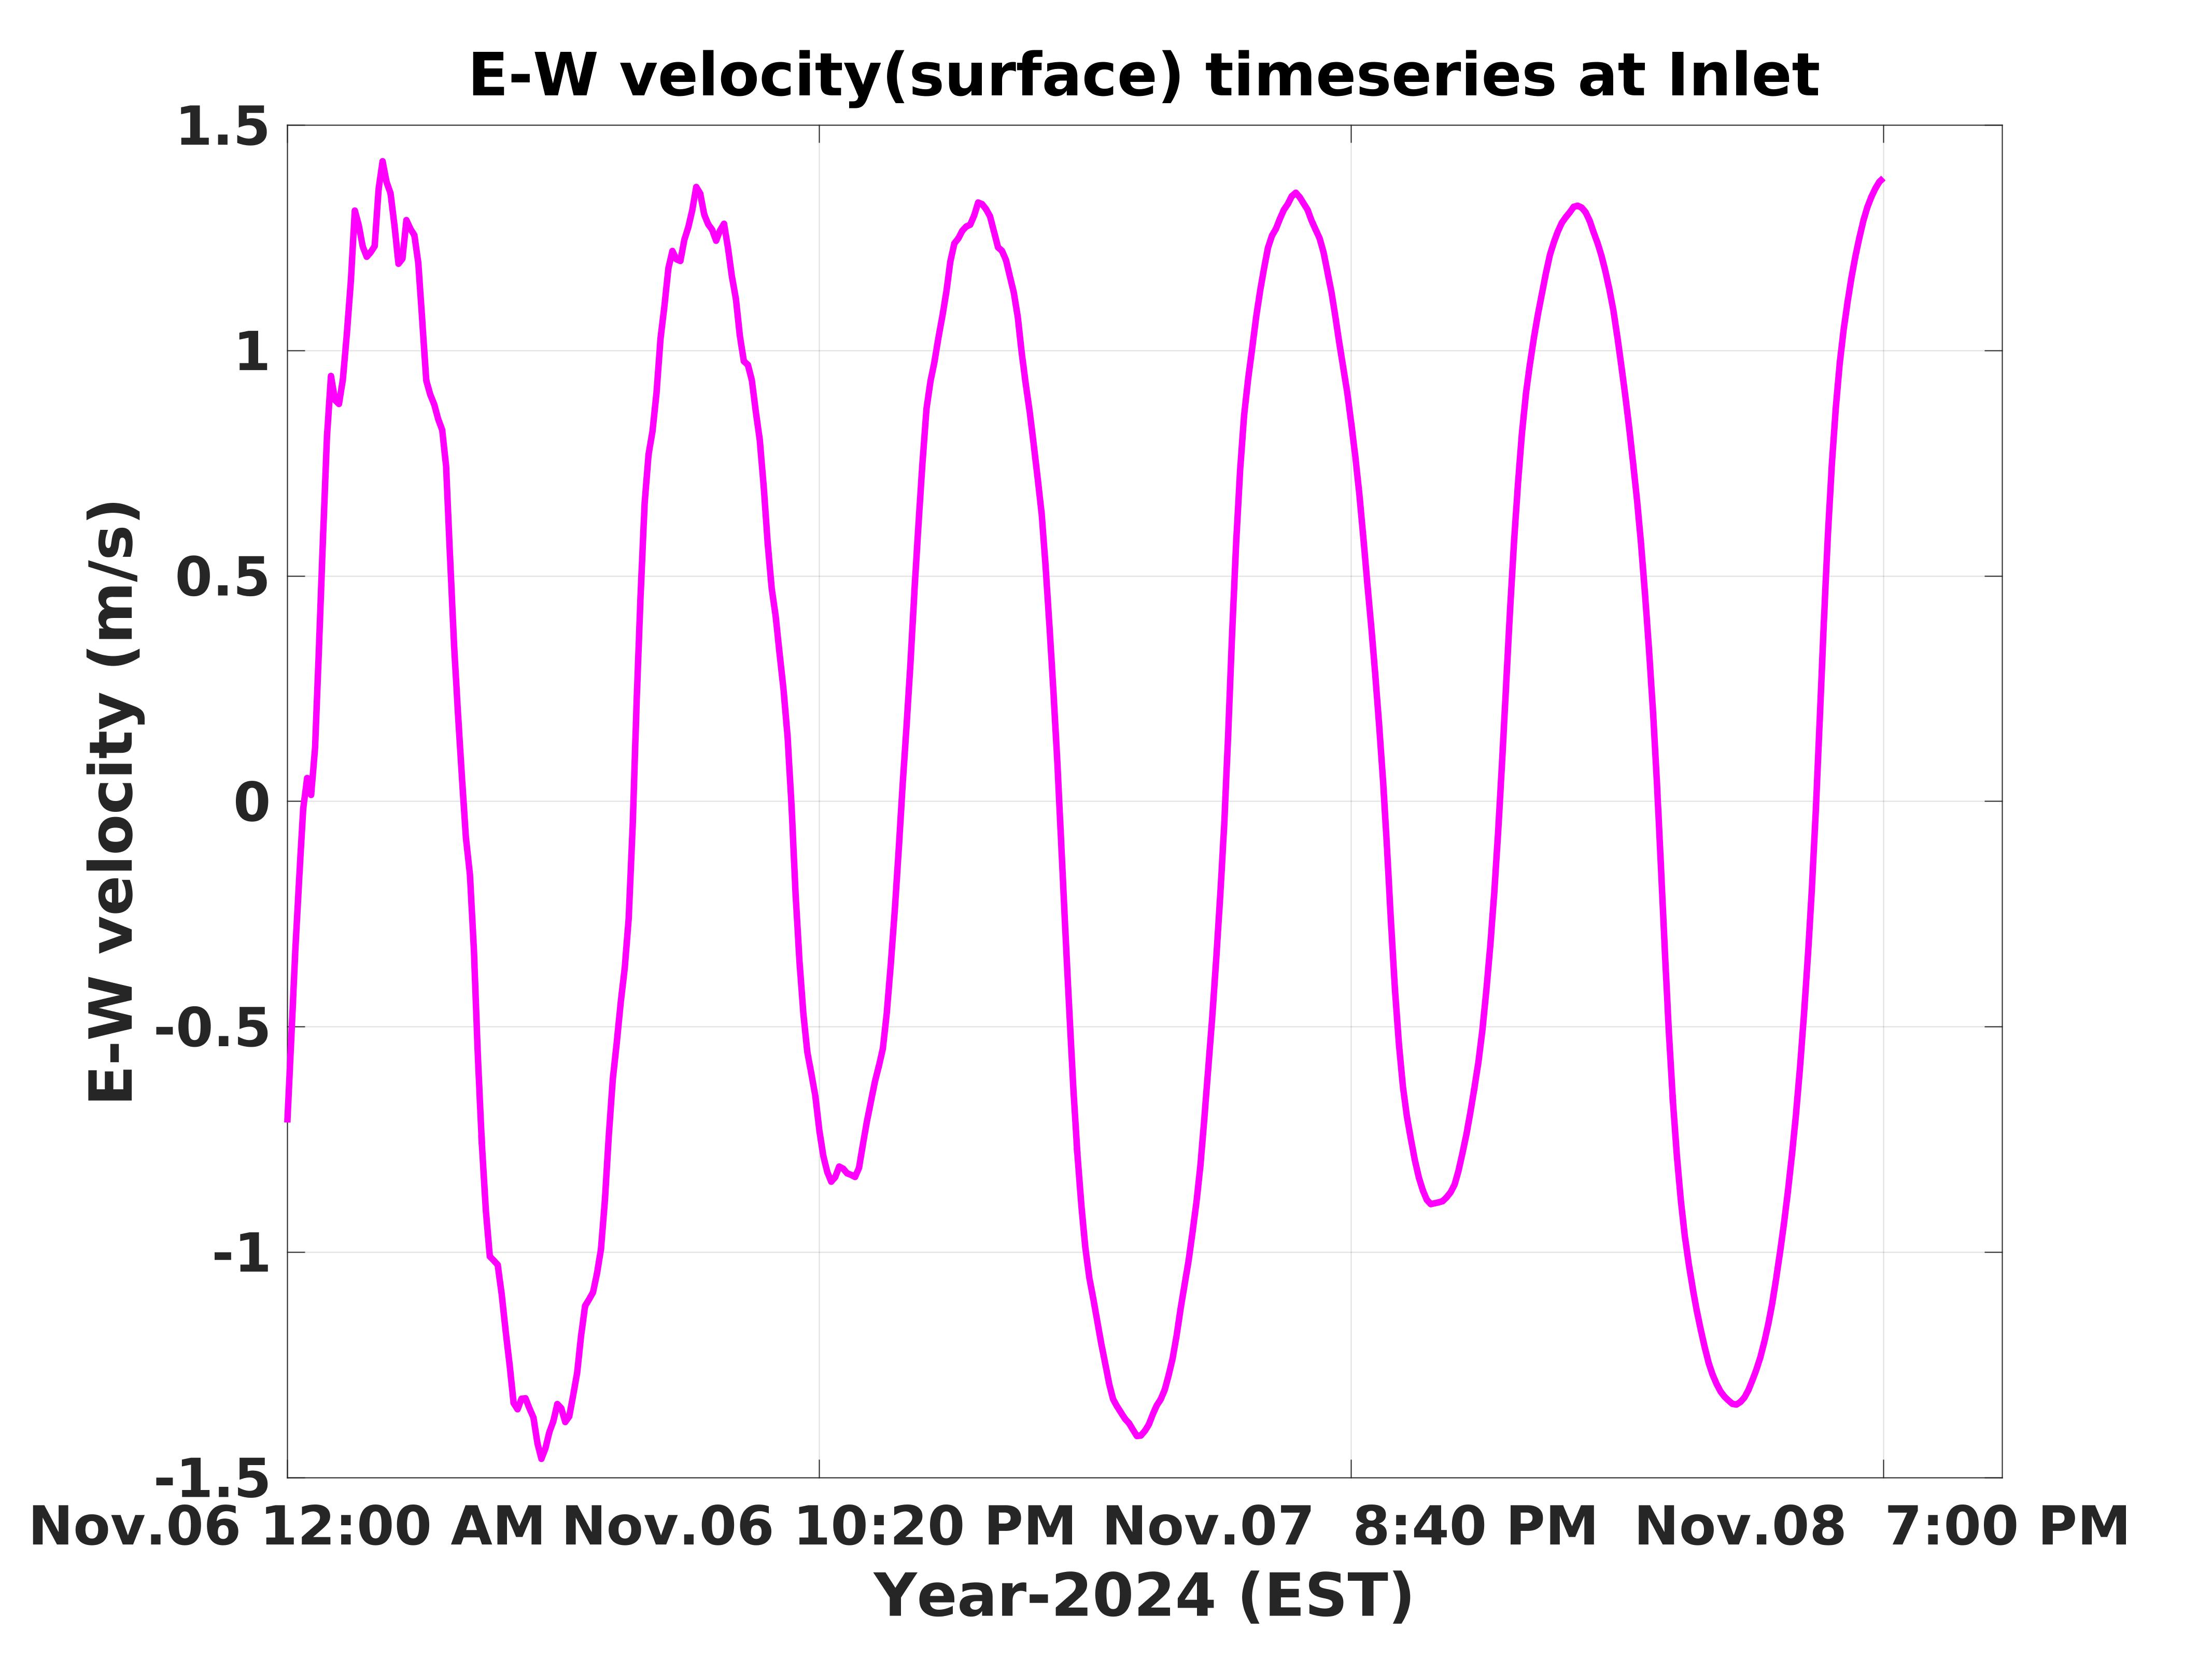 E-W velocity(surface) timeseries at Inlet
1.5
1
0.5
0
-0.5
-1
-1.5
E-W velocity (m/s)
Nov.06 12:00 AM Nov.06 10:20 PM Nov.07 8:40 PM Nov.08 7:00 PM
Year-2024 (EST)